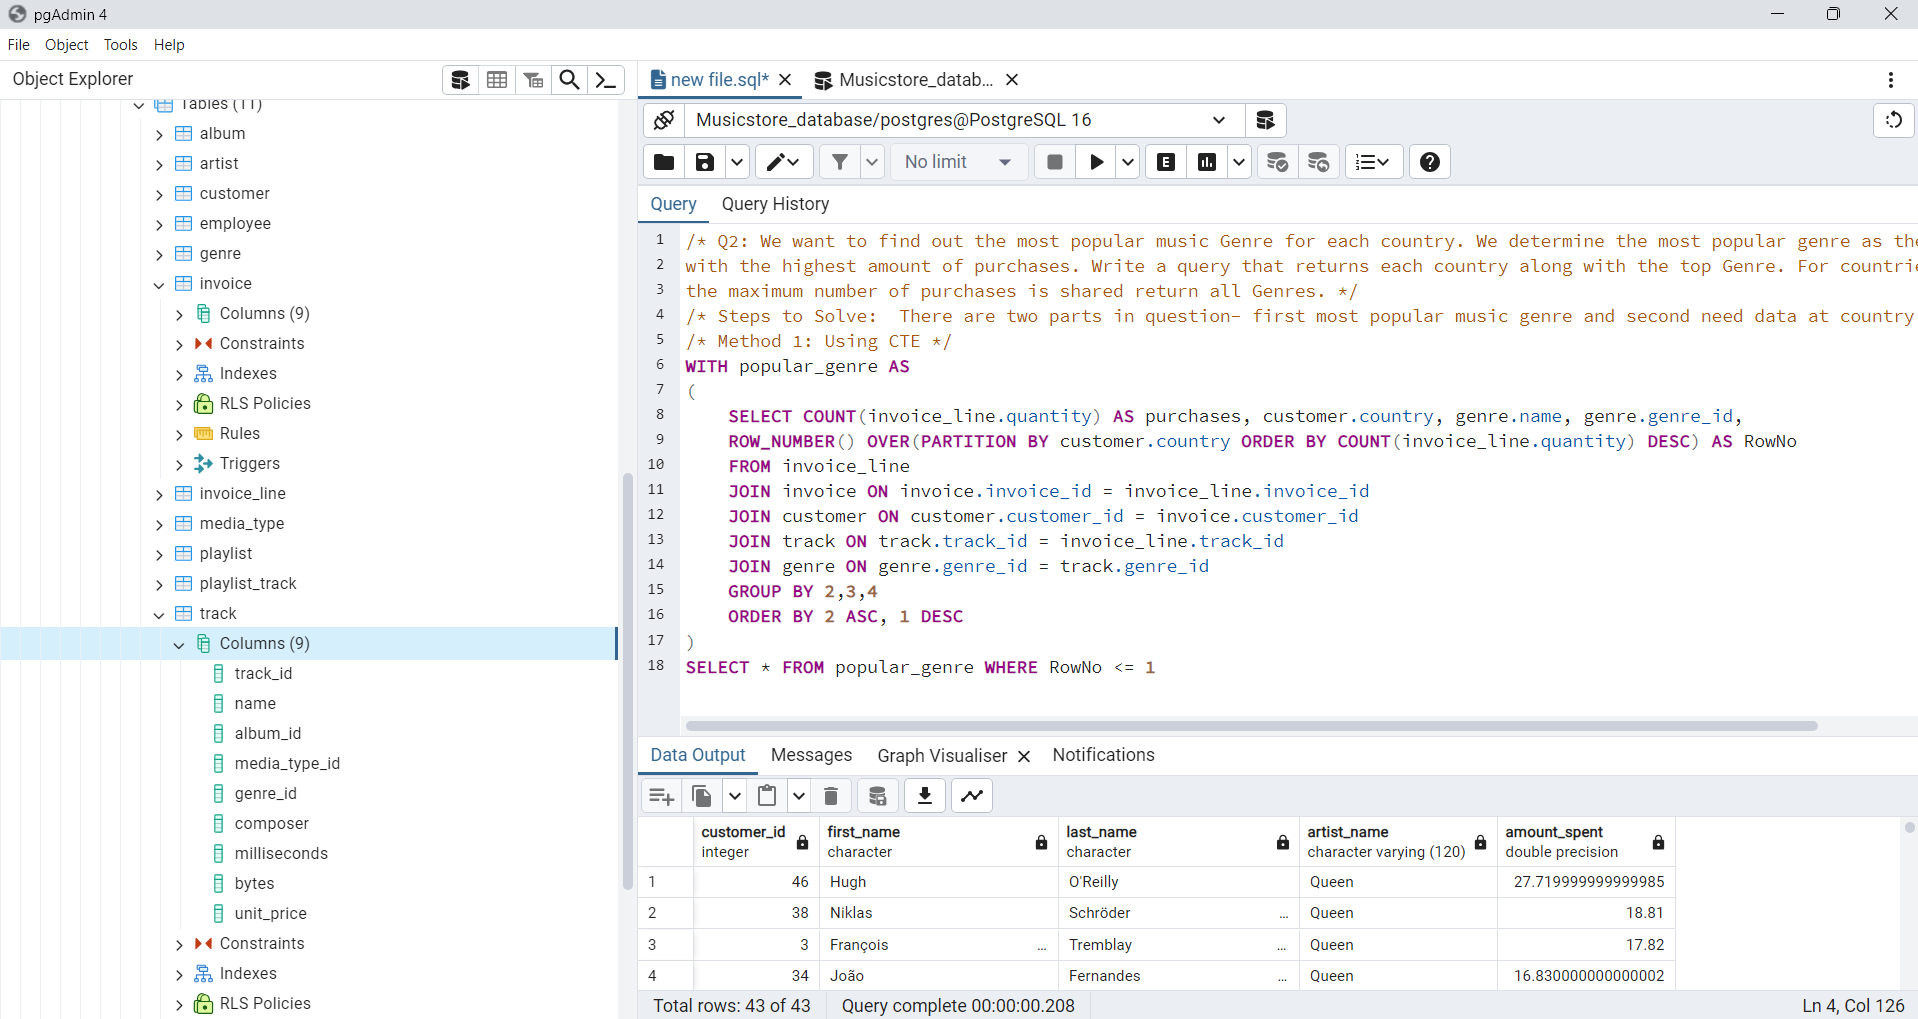 pgAdmin 4
File Object Tools Help
Object Explorer
new file.sql*
Musicstore_datab...
Tables (11)
album
artist
customer
employee
genre
invoice
Columns (9)
Constraints
Indexes
RLS Policies
Rules
Triggers
invoice_line
media_type
playlist
playlist_track
track
Columns (9)
track_id
name
album_id
media_type_id
genre_id
composer
milliseconds
bytes
unit_price
Constraints
Indexes
RLS Policies
Musicstore_database/postgres@PostgreSQL 16
No limit
E
Query Query History
1 /* Q2: We want to find out the most popular music Genre for each country. We determine the most popular genre as the
2 with the highest amount of purchases. Write a query that returns each country along with the top Genre. For countrie
3 the maximum number of purchases is shared return all Genres. */
4 /* Steps to Solve:  There are two parts in question- first most popular music genre and second need data at country
5 /* Method 1: Using CTE */
6 WITH popular_genre AS
7 (
8 SELECT COUNT(invoice_line.quantity) AS purchases, customer.country, genre.name, genre.genre_id,
9 ROW_NUMBER() OVER(PARTITION BY customer.country ORDER BY COUNT(invoice_line.quantity) DESC) AS RowNo
10 FROM invoice_line
11 JOIN invoice ON invoice.invoice_id = invoice_line.invoice_id
12 JOIN customer ON customer.customer_id = invoice.customer_id
13 JOIN track ON track.track_id = invoice_line.track_id
14 JOIN genre ON genre.genre_id = track.genre_id
15 GROUP BY 2,3,4
16 ORDER BY 2 ASC, 1 DESC
17 )
18 SELECT * FROM popular_genre WHERE RowNo <= 1
Data Output Messages Graph Visualiser Notifications
customer_id first_name last_name artist_name amount_spent
integer character character character varying (120) double precision
1 46 Hugh O'Reilly Queen 27.719999999999985
2 38 Niklas Schröder ... Queen 18.81
3 3 François ... Tremblay ... Queen 17.82
4 34 João Fernandes ... Queen 16.830000000000002
Total rows: 43 of 43 Query complete 00:00:00.208 Ln 4, Col 126